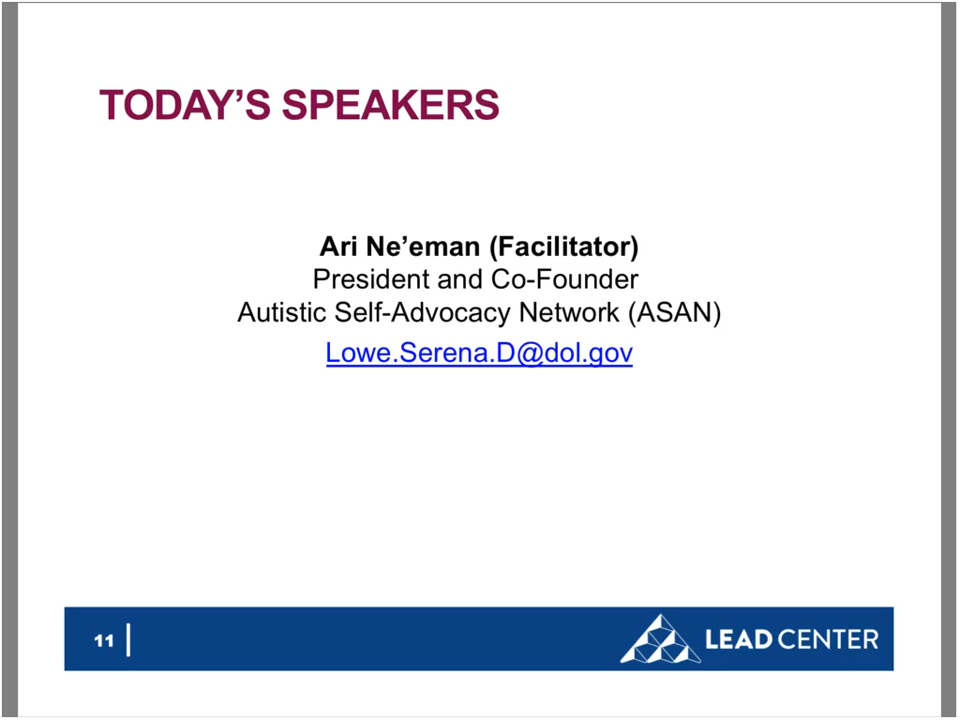 TODAY’S SPEAKERS
Ari Ne’eman (Facilitator)
President and Co-Founder
Autistic Self-Advocacy Network (ASAN)
Lowe.Serena.D@dol.gov
11
LEAD CENTER